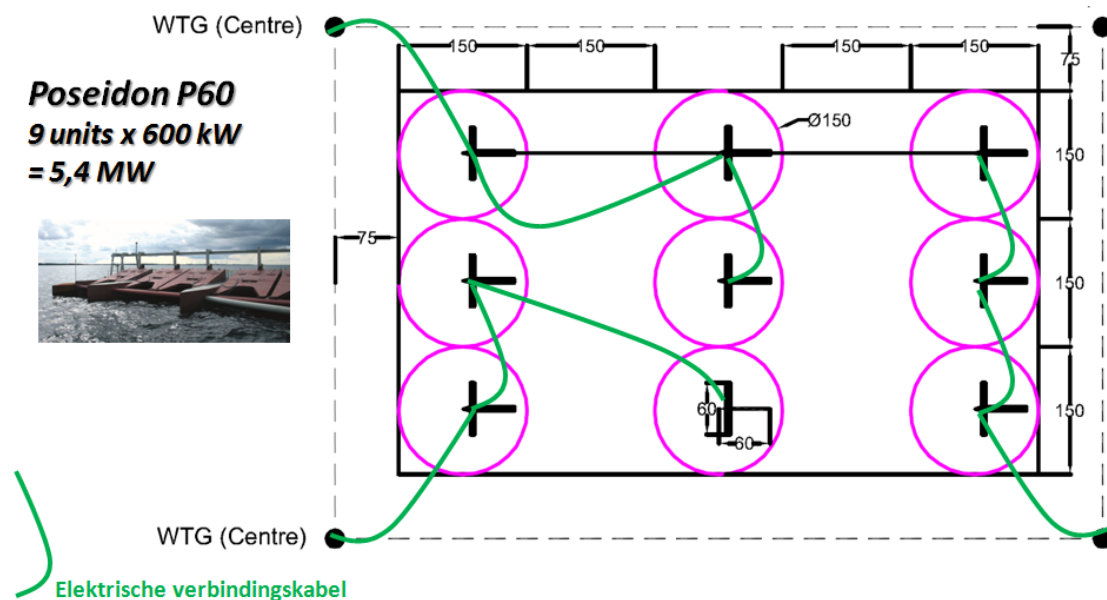 WTG (Centre)
150
150
150
150
75
Poseidon P60
9 units x 600 kW
= 5,4 MW
Ø150
150
75
150
60
60
150
WTG (Centre)
Elektrische verbindingskabel